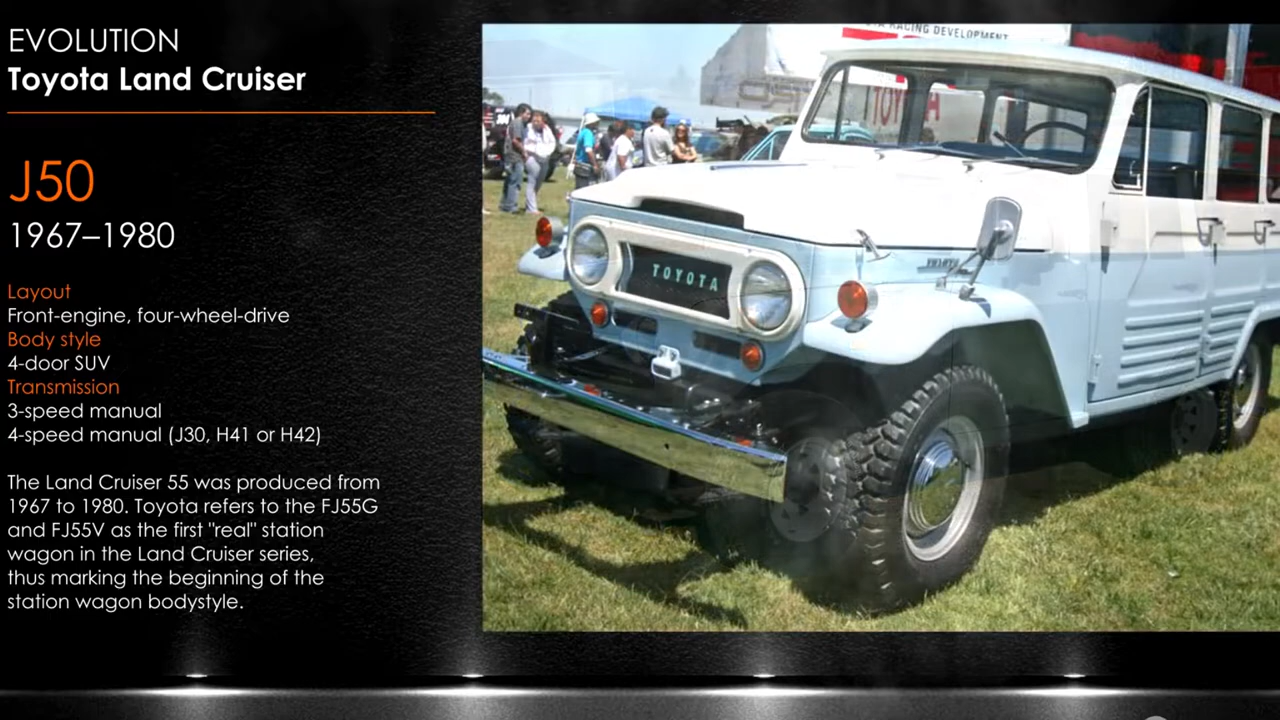 EVOLUTION
Toyota Land Cruiser
J50
1967–1980
Layout
Front-engine, four-wheel-drive
Body style
4-door SUV
Transmission
3-speed manual
4-speed manual (J30, H41 or H42)
The Land Cruiser 55 was produced from
1967 to 1980. Toyota refers to the FJ55G
and FJ55V as the first "real" station
wagon in the Land Cruiser series,
thus marking the beginning of the
station wagon bodystyle.
RACING DEVELOPMENT
TOYOTA
TOYOTA